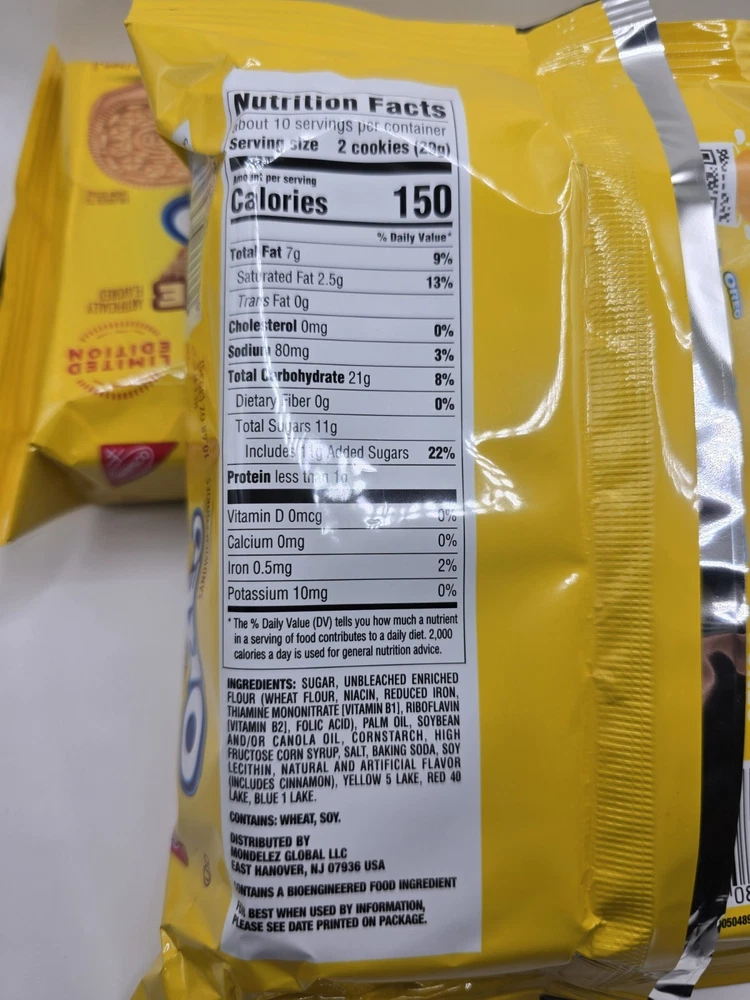 Nutrition Facts
about 10 servings per container
Serving size 2 cookies (29g)
Amount per serving
Calories 150
% Daily Value*
Total Fat 7g 9%
Saturated Fat 2.5g 13%
Trans Fat 0g
Cholesterol 0mg 0%
Sodium 80mg 3%
Total Carbohydrate 21g 8%
Dietary Fiber 0g 0%
Total Sugars 11g
Includes 11g Added Sugars 22%
Protein less than 1g
Vitamin D 0mcg 0%
Calcium 0mg 0%
Iron 0.5mg 2%
Potassium 10mg 0%
* The % Daily Value (DV) tells you how much a nutrient
in a serving of food contributes to a daily diet. 2,000
calories a day is used for general nutrition advice.
INGREDIENTS: SUGAR, UNBLEACHED ENRICHED
FLOUR (WHEAT FLOUR, NIACIN, REDUCED IRON,
THIAMINE MONONITRATE [VITAMIN B1], RIBOFLAVIN
[VITAMIN B2], FOLIC ACID), PALM OIL, SOYBEAN
AND/OR CANOLA OIL, CORNSTARCH, HIGH
FRUCTOSE CORN SYRUP, SALT, BAKING SODA, SOY
LECITHIN, NATURAL AND ARTIFICIAL FLAVOR
(INCLUDES CINNAMON), YELLOW 5 LAKE, RED 40
LAKE, BLUE 1 LAKE.
CONTAINS: WHEAT, SOY.
DISTRIBUTED BY
MONDELEZ GLOBAL LLC
EAST HANOVER, NJ 07936 USA
CONTAINS A BIOENGINEERED FOOD INGREDIENT
FOR BEST WHEN USED BY INFORMATION,
PLEASE SEE DATE PRINTED ON PACKAGE.
ARTIFICIALLY
FLAVORED
LIMITED
EDITION
OREO